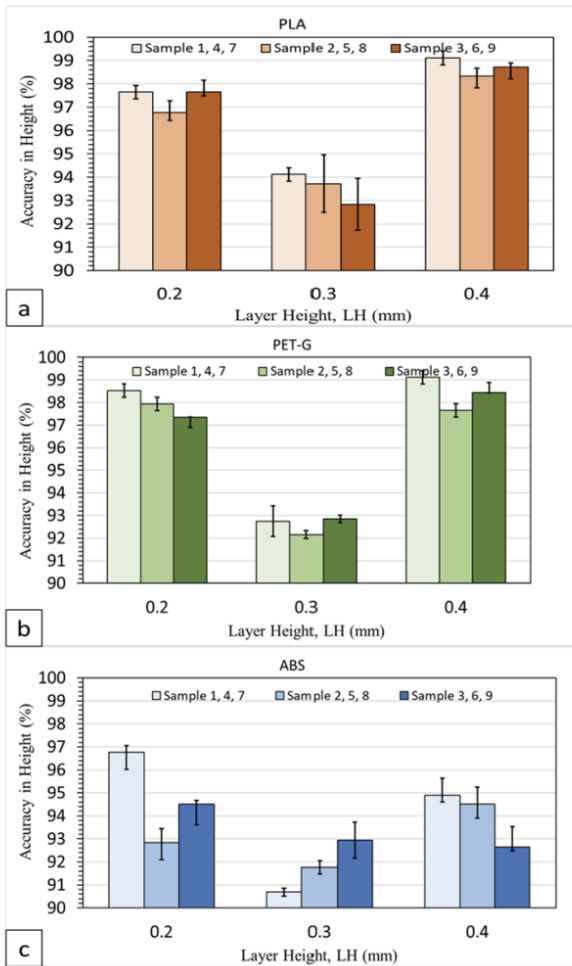 PLA
Sample 1, 4, 7 Sample 2, 5, 8 Sample 3, 6, 9
Accuracy in Height (%)
100
99
98
97
96
95
94
93
92
91
90
0.2 0.3 0.4
Layer Height, LH (mm)
a
PET-G
Sample 1, 4, 7 Sample 2, 5, 8 Sample 3, 6, 9
Accuracy in Height (%)
100
99
98
97
96
95
94
93
92
91
90
0.2 0.3 0.4
Layer Height, LH (mm)
b
ABS
Sample 1, 4, 7 Sample 2, 5, 8 Sample 3, 6, 9
Accuracy in Height (%)
100
99
98
97
96
95
94
93
92
91
90
0.2 0.3 0.4
Layer Height, LH (mm)
c